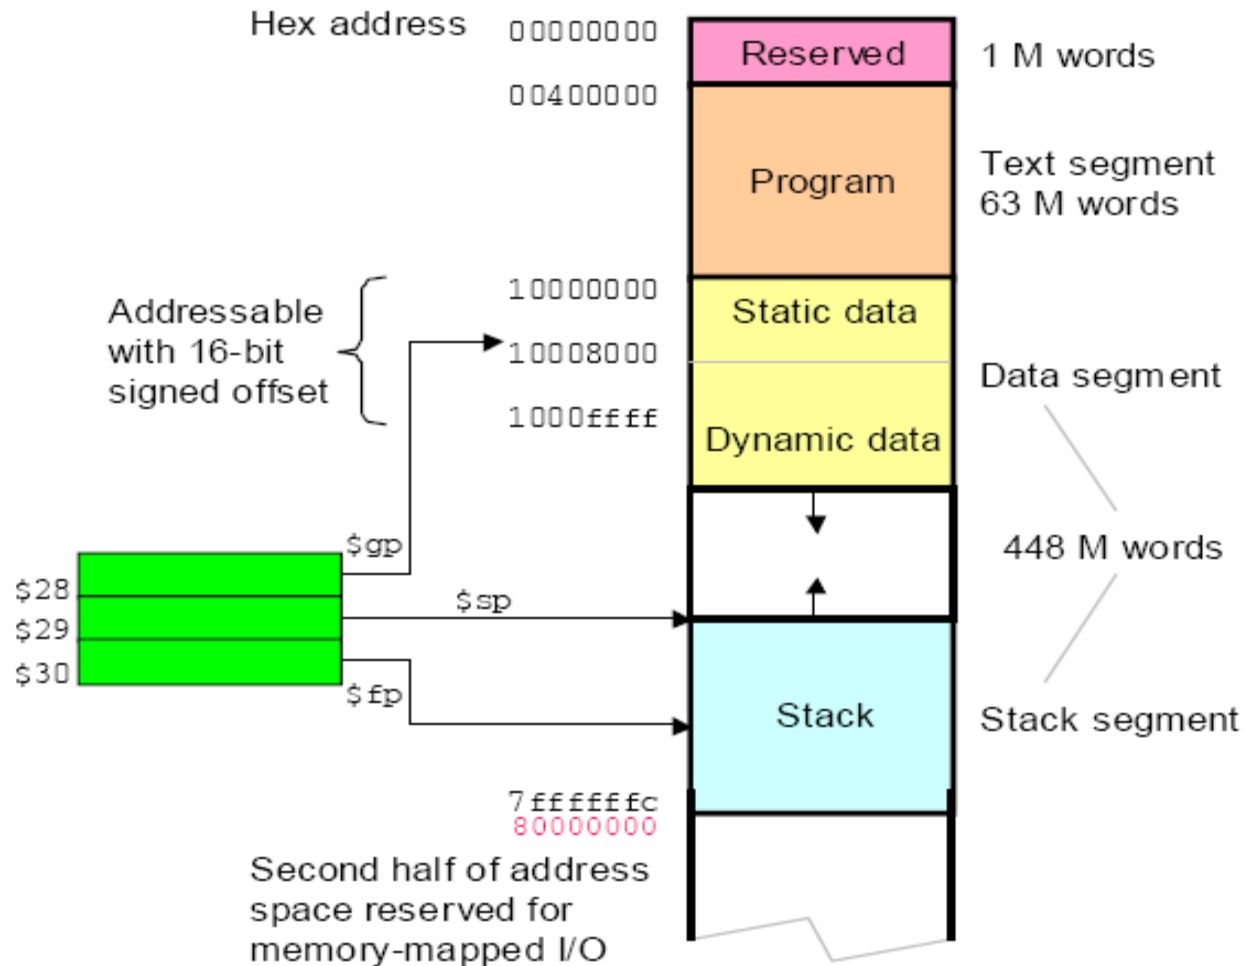 Hex address
00000000
Reserved
1 M words
00400000
Program
Text segment
63 M words
Addressable
with 16-bit
signed offset
10000000
10008000
1000ffff
Static data
Dynamic data
Data segment
448 M words
$gp
$28
$sp
$29
$30
$fp
Stack
Stack segment
7ffffffc
80000000
Second half of address
space reserved for
memory-mapped I/O